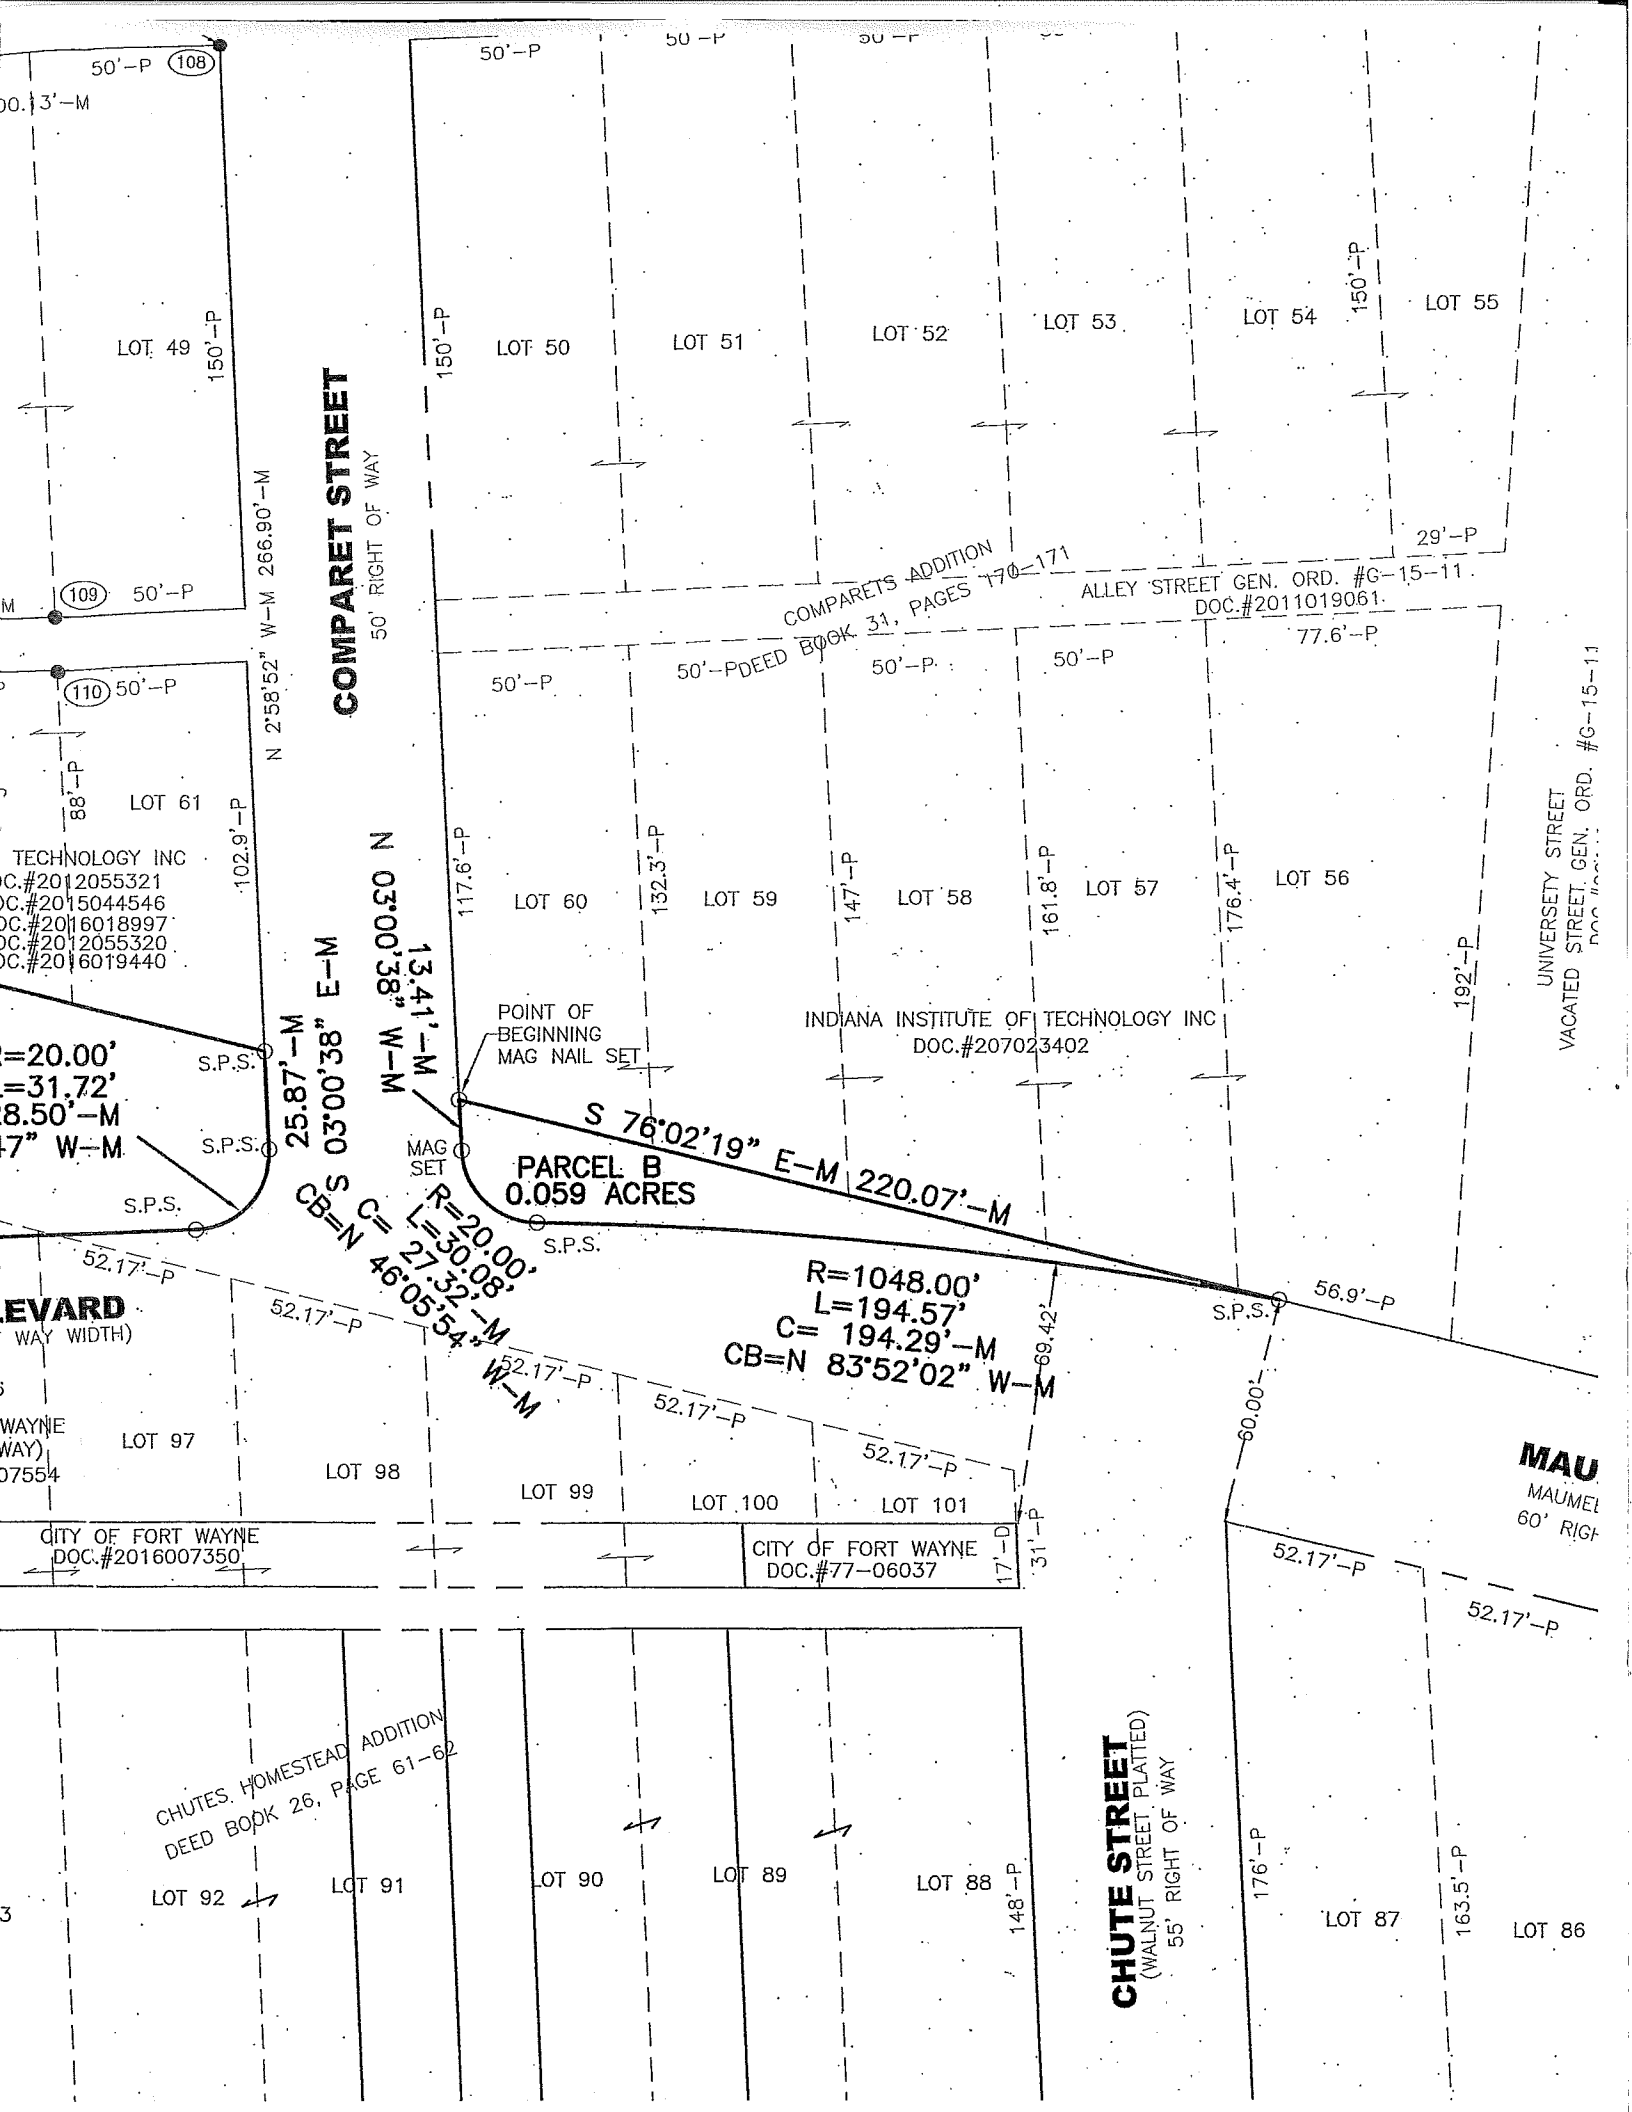 50'-P
108
50'-P
50'-P
50'-P
00.13'-M
LOT 49
150'-P
COMPARET STREET
50' RIGHT OF WAY
150'-P
LOT 50
LOT 51
LOT 52
LOT 53
LOT 54
150'-P
LOT 55
N 2°58'52" W-M 266.90'-M
M
109
50'-P
110
50'-P
COMPARETS ADDITION
DEED BOOK 31, PAGES 170-171
29'-P
ALLEY STREET GEN. ORD. #G-15-11
DOC.#2011019061
77.6'-P
50'-P
50'-P
50'-P
50'-P
88'-P
LOT 61
102.9'-P
TECHNOLOGY INC
OC.#2012055321
OC.#2015044546
OC.#2016018997
OC.#2012055320
OC.#2016019440
117.6'-P
LOT 60
132.3'-P
LOT 59
147'-P
LOT 58
161.8'-P
LOT 57
176.4'-P
LOT 56
192'-P
UNIVERSETY STREET
VACATED STREET GEN. ORD. #G-15-11
N 03°00'38" W-M
13.41'-M
25.87'-M
S 03°00'38" E-M
POINT OF
BEGINNING
MAG NAIL SET
INDIANA INSTITUTE OF TECHNOLOGY INC
DOC.#207023402
R=20.00'
L=31.72'
28.50'-M
47" W-M
S.P.S.
S.P.S.
S.P.S.
MAG
SET
S 76°02'19" E-M 220.07'-M
PARCEL B
0.059 ACRES
S.P.S.
R=20.00'
L=30.08'
C= 27.32'-M
CB=N 46°05'54" W-M
R=1048.00'
L=194.57'
C= 194.29'-M
CB=N 83°52'02" W-M
69.42'
S.P.S.
56.9'-P
60.00'
52.17'-P
52.17'-P
52.17'-P
52.17'-P
52.17'-P
LEVARD
WAY WIDTH)
WAYNE
WAY)
07554
LOT 97
LOT 98
LOT 99
LOT 100
LOT 101
MAU
MAUME
60' RIGH
CITY OF FORT WAYNE
DOC.#2016007350
CITY OF FORT WAYNE
DOC.#77-06037
17'-D
31'-P
52.17'-P
52.17'-P
CHUTES HOMESTEAD ADDITION
DEED BOOK 26, PAGE 61-62
CHUTE STREET
(WALNUT STREET PLATTED)
55' RIGHT OF WAY
3
LOT 92
LOT 91
LOT 90
LOT 89
LOT 88
148'-P
176'-P
LOT 87
163.5'-P
LOT 86